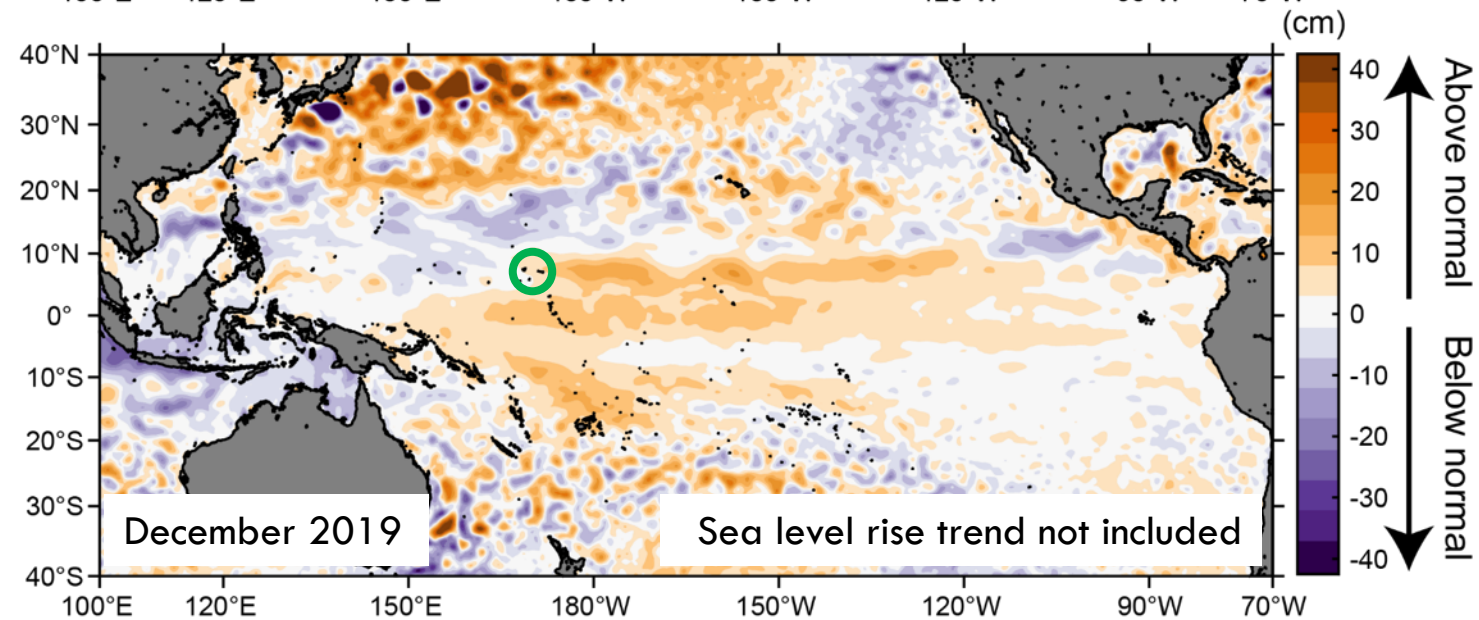 (cm)
40°N
30°N
20°N
10°N
0°
10°S
20°S
30°S
40°S
100°E 120°E 150°E 180°W 150°W 120°W 90°W 70°W
40
30
20
10
0
-10
-20
-30
-40
Above normal
Below normal
December 2019
Sea level rise trend not included